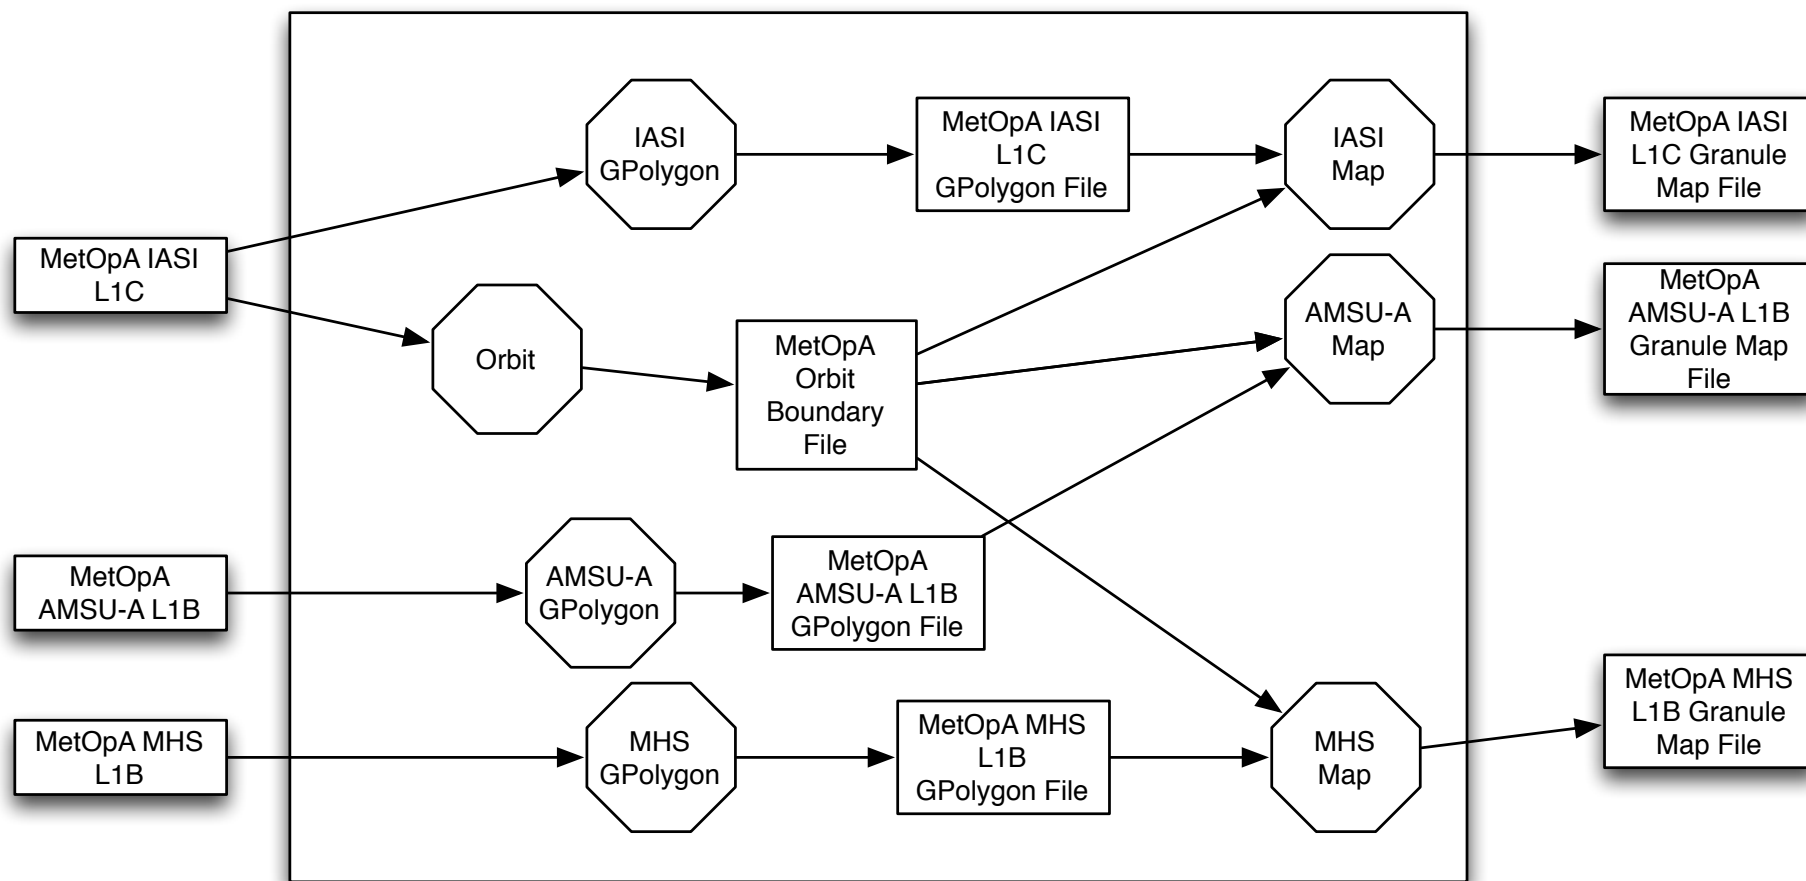 IASI
GPolygon
MetOpA IASI
L1C
GPolygon File
IASI
Map
MetOpA IASI
L1C Granule
Map File
MetOpA IASI
L1C
Orbit
MetOpA
Orbit
Boundary
File
AMSU-A
Map
MetOpA
AMSU-A L1B
Granule Map
File
MetOpA
AMSU-A L1B
AMSU-A
GPolygon
MetOpA
AMSU-A L1B
GPolygon File
MetOpA MHS
L1B
MHS
GPolygon
MetOpA MHS
L1B
GPolygon File
MHS
Map
MetOpA MHS
L1B Granule
Map File